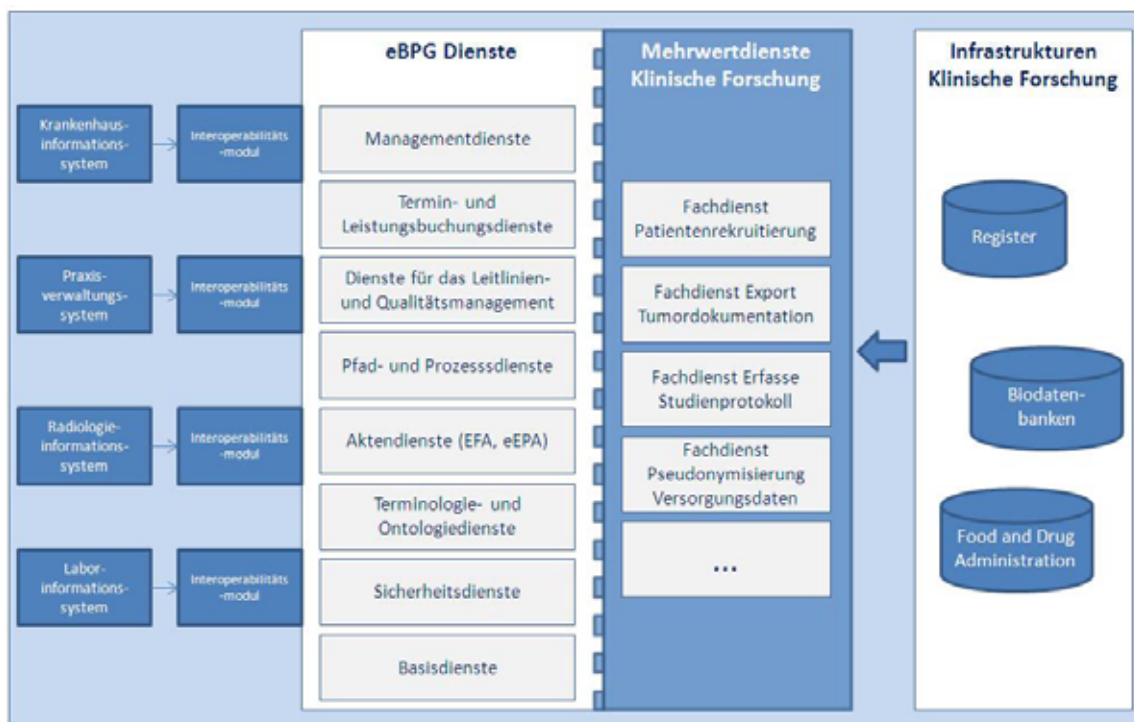 eBPG Dienste
Mehrwertdienste
Klinische Forschung
Infrastrukturen
Klinische Forschung
Krankenhaus-
informations-
system
Interoperabilitäts
-modul
Praxis-
verwaltungs-
system
Interoperabilitäts
-modul
Radiologie-
informations-
system
Interoperabilitäts
-modul
Labor-
informations-
system
Interoperabilitäts
-modul
Managementdienste
Termin- und
Leistungsbuchungsdienste
Dienste für das Leitlinien-
und Qualitätsmanagement
Pfad- und Prozesssdienste
Aktendienste (EFA, eEPA)
Terminologie- und
Ontologiedienste
Sicherheitsdienste
Basisdienste
Fachdienst
Patientenrekruitierung
Fachdienst Export
Tumordokumentation
Fachdienst Erfasse
Studienprotokoll
Fachdienst
Pseudonymisierung
Versorgungsdaten
...
Register
Biodaten-
banken
Food and Drug
Administration